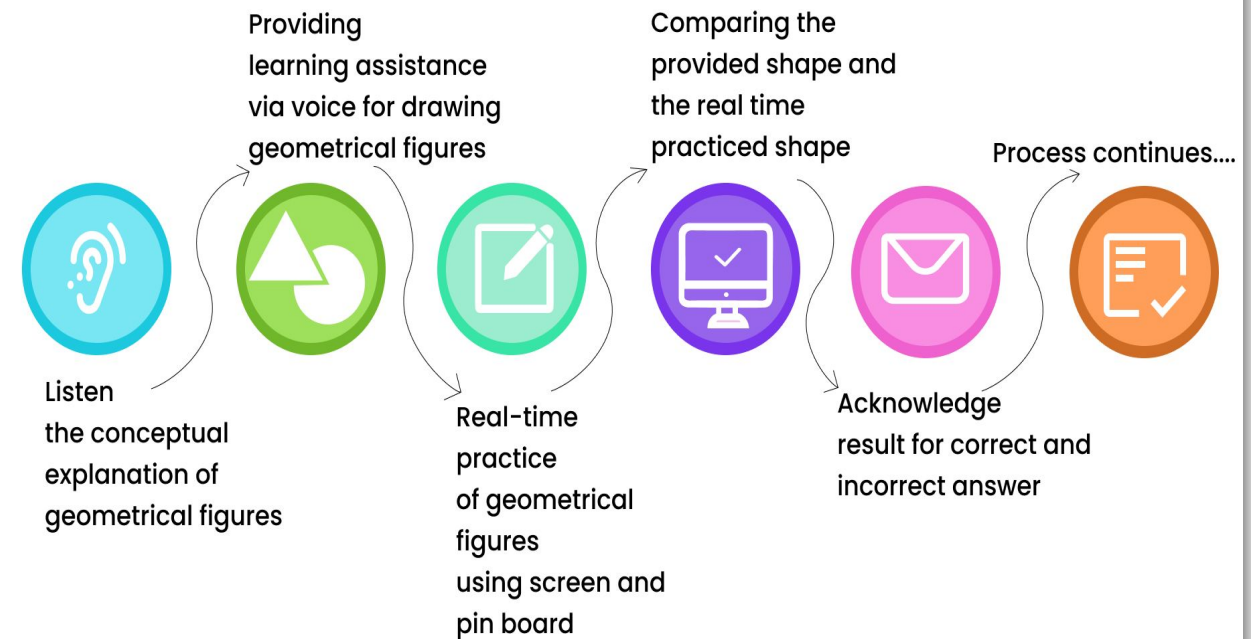 Listen
the conceptual
explanation of
geometrical figures
Providing
learning assistance
via voice for drawing
geometrical figures
Real-time
practice
of geometrical
figures
using screen and
pin board
Comparing the
provided shape and
the real time
practiced shape
Acknowledge
result for correct and
incorrect answer
Process continues....